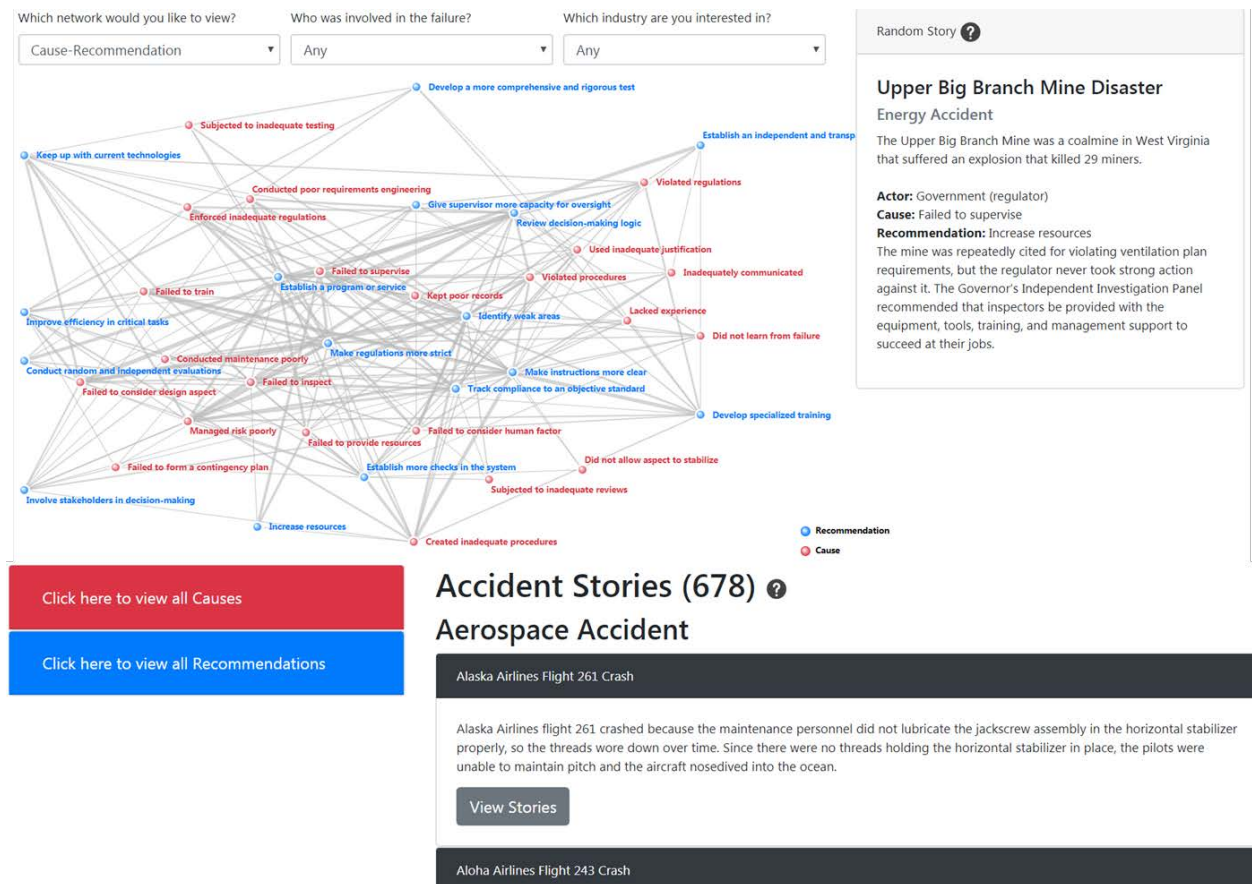 Which network would you like to view?
Who was involved in the failure?
Which industry are you interested in?
Cause-Recommendation
Any
Any
Random Story ?
Develop a more comprehensive and rigorous test
Subjected to inadequate testing
Establish an independent and transp
Keep up with current technologies
Violated regulations
Conducted poor requirements engineering
Give supervisor more capacity for oversight
Enforced inadequate regulations
Review decision-making logic
Used inadequate justification
Failed to supervise
Violated procedures
Inadequately communicated
Establish a program or service
Failed to train
Kept poor records
Identify weak areas
Lacked experience
Improve efficiency in critical tasks
Did not learn from failure
Make regulations more strict
Conducted maintenance poorly
Conduct random and independent evaluations
Make instructions more clear
Failed to inspect
Failed to consider design aspect
Track compliance to an objective standard
Develop specialized training
Managed risk poorly
Failed to consider human factor
Failed to provide resources
Did not allow aspect to stabilize
Failed to form a contingency plan
Establish more checks in the system
Subjected to inadequate reviews
Involve stakeholders in decision-making
Increase resources
Created inadequate procedures
Recommendation
Cause
Upper Big Branch Mine Disaster
Energy Accident
The Upper Big Branch Mine was a coalmine in West Virginia
that suffered an explosion that killed 29 miners.
Actor: Government (regulator)
Cause: Failed to supervise
Recommendation: Increase resources
The mine was repeatedly cited for violating ventilation plan
requirements, but the regulator never took strong action
against it. The Governor's Independent Investigation Panel
recommended that inspectors be provided with the
equipment, tools, training, and management support to
succeed at their jobs.
Click here to view all Causes
Click here to view all Recommendations
Accident Stories (678) ?
Aerospace Accident
Alaska Airlines Flight 261 Crash
Alaska Airlines flight 261 crashed because the maintenance personnel did not lubricate the jackscrew assembly in the horizontal stabilizer
properly, so the threads wore down over time. Since there were no threads holding the horizontal stabilizer in place, the pilots were
unable to maintain pitch and the aircraft nosedived into the ocean.
View Stories
Aloha Airlines Flight 243 Crash